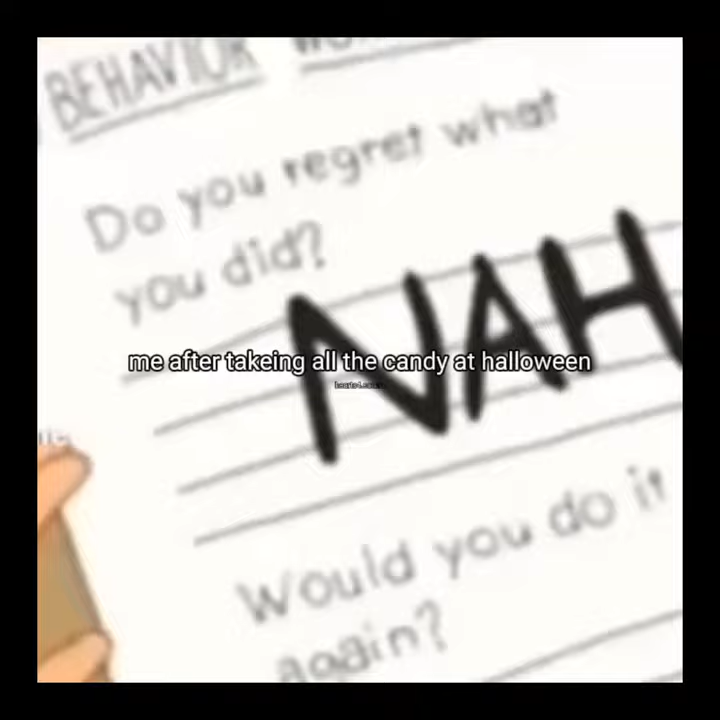 BEHAVIOR
Do you regret what
you did?
NAH
me after takeing all the candy at halloween
Would you do it
again?